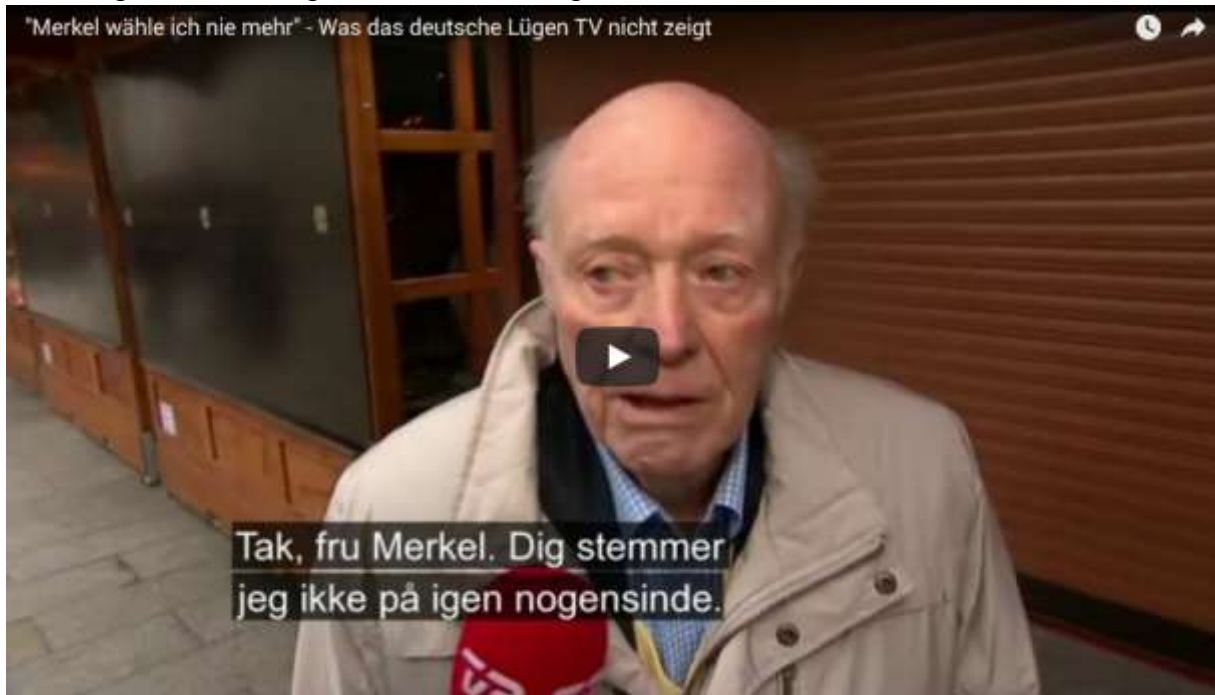 "Merkel wähle ich nie mehr" - Was das deutsche Lügen TV nicht zeigt
Tak, fru Merkel. Dig stemmer
jeg ikke på igen nogensinde.